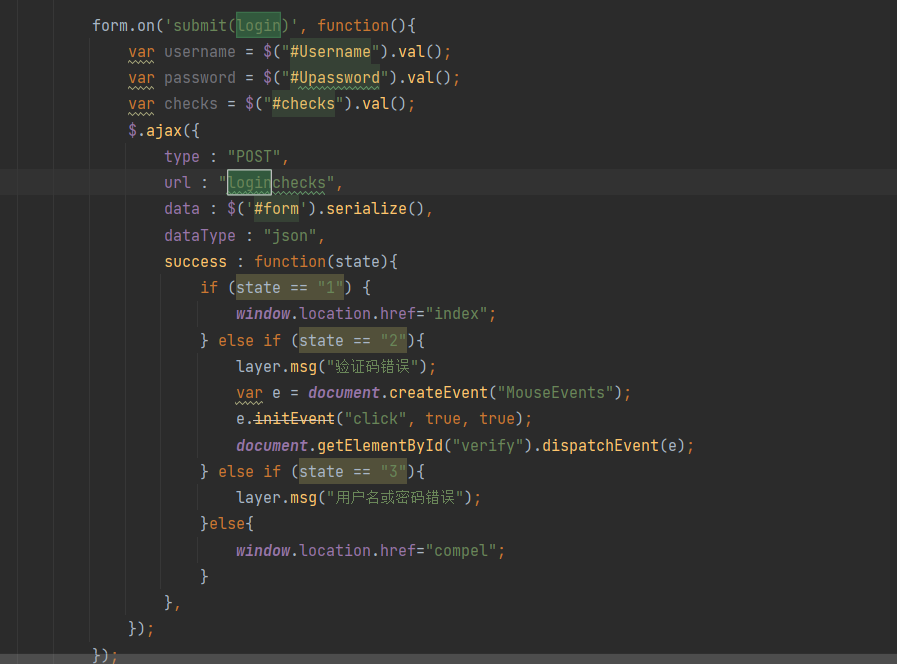 form.on('submit(login)', function(){
var username = $("#Username").val();
var password = $("#Upassword").val();
var checks = $("#checks").val();
$.ajax({
type : "POST",
url : "loginchecks",
data : $('#form').serialize(),
dataType : "json",
success : function(state){
if (state == "1") {
window.location.href="index";
} else if (state == "2"){
layer.msg("验证码错误");
var e = document.createEvent("MouseEvents");
e.initEvent("click", true, true);
document.getElementById("verify").dispatchEvent(e);
} else if (state == "3"){
layer.msg("用户名或密码错误");
}else{
window.location.href="compel";
}
},
});
});